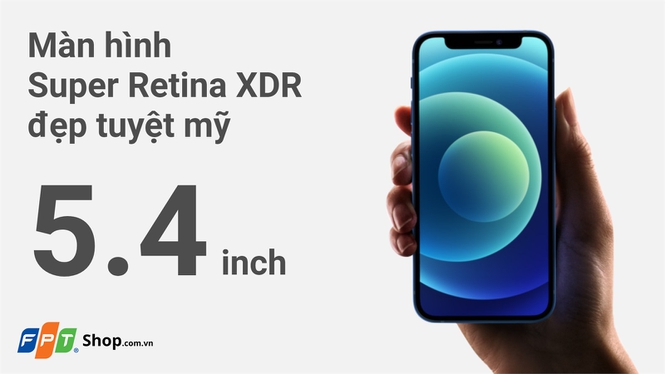 Màn hình
Super Retina XDR
đẹp tuyệt mỹ
5.4 inch
FPT® Shop.com.vn